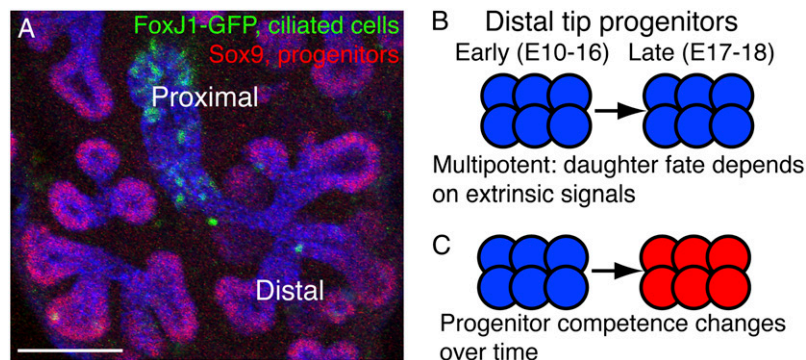 A
FoxJ1-GFP, ciliated cells
Sox9, progenitors
Proximal
Distal
B
Distal tip progenitors
Early (E10-16) Late (E17-18)
Multipotent: daughter fate depends
on extrinsic signals
C
Progenitor competence changes
over time